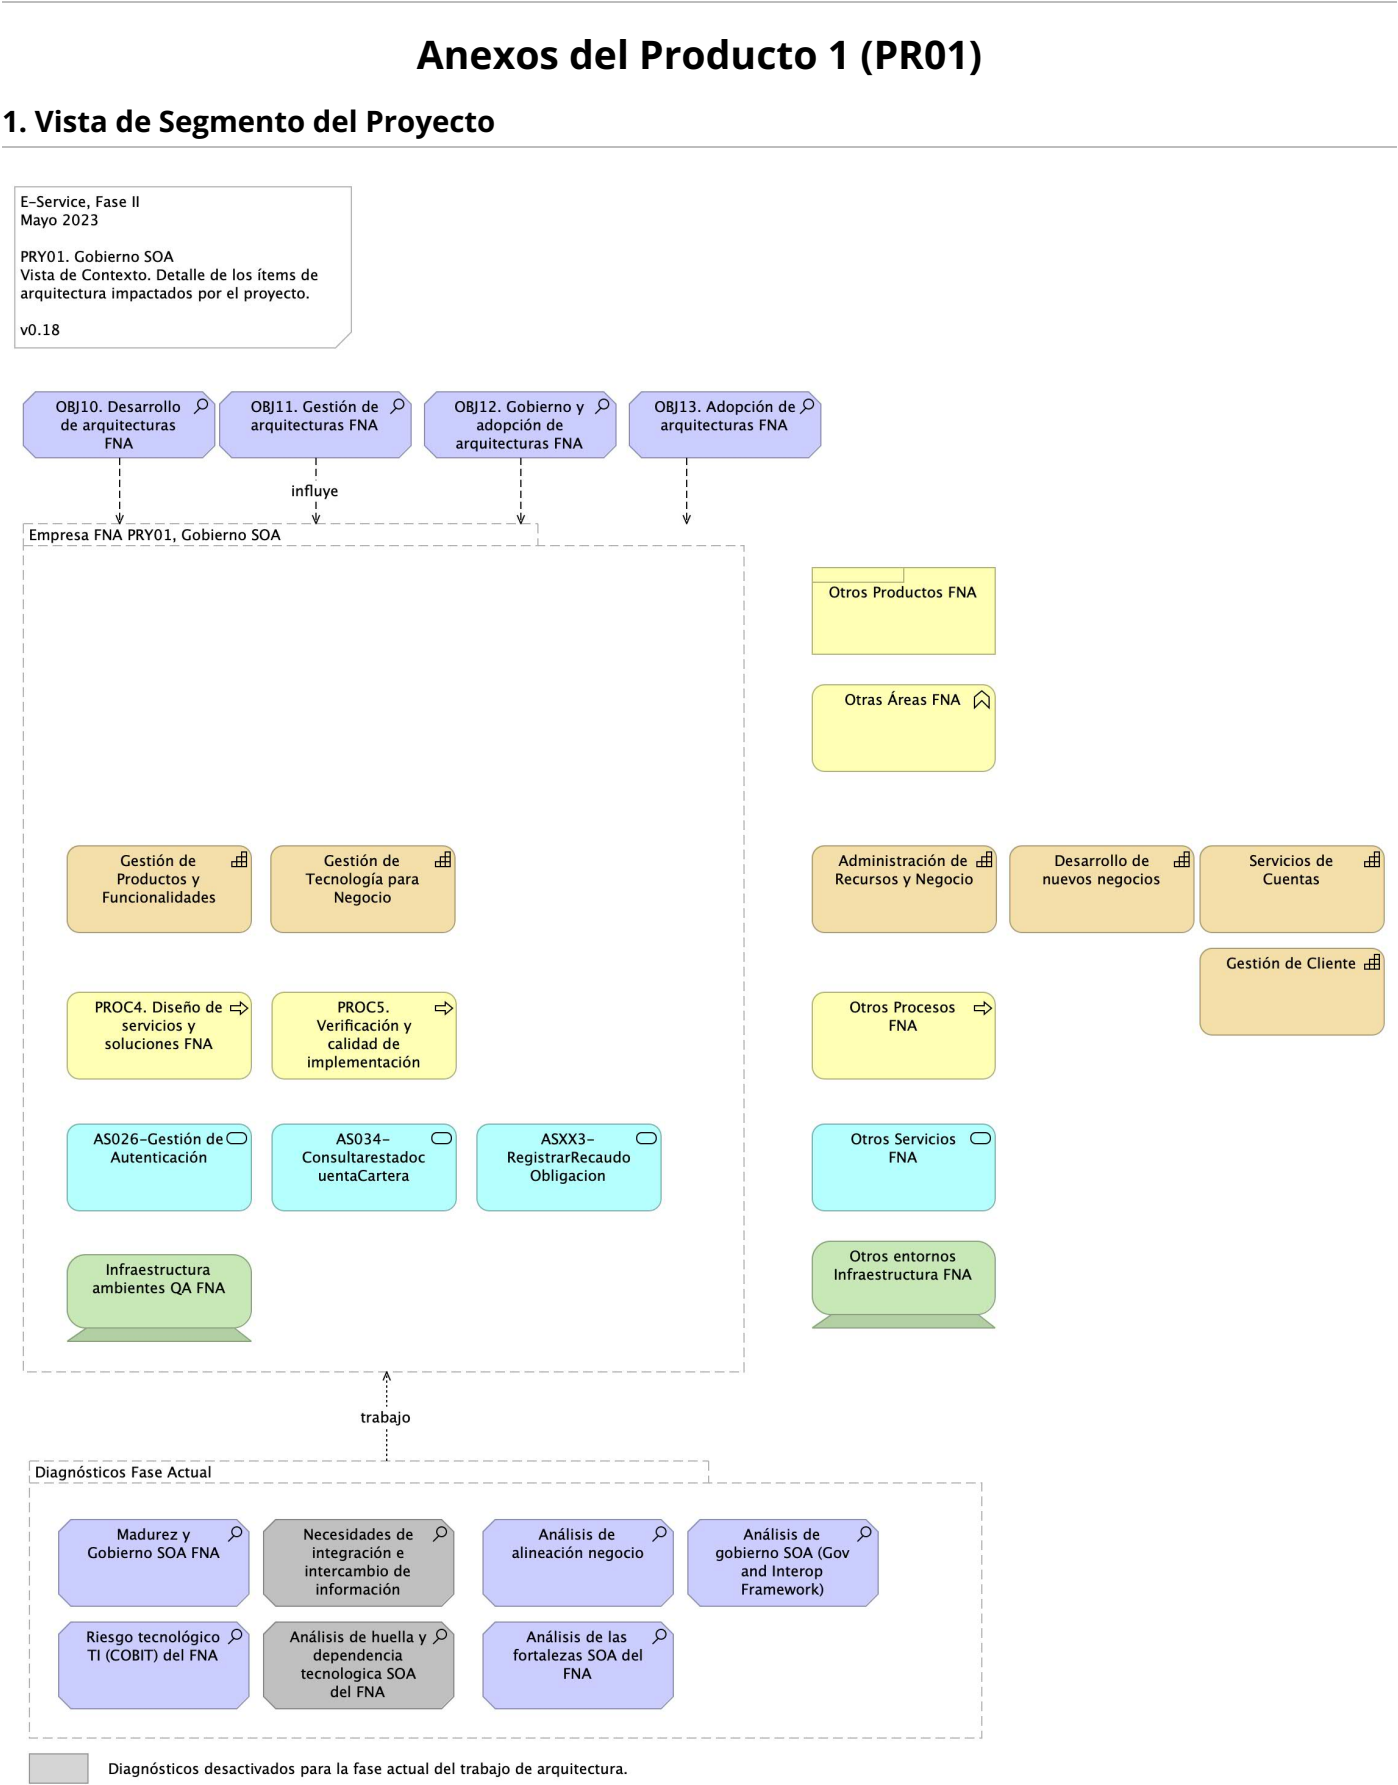 Anexos del Producto 1 (PR01)
1. Vista de Segmento del Proyecto
E-Service, Fase II
Mayo 2023
PRY01. Gobierno SOA
Vista de Contexto. Detalle de los ítems de
arquitectura impactados por el proyecto.
v0.18
OBJ10. Desarrollo
de arquitecturas
FNA
OBJ11. Gestión de
arquitecturas FNA
OBJ12. Gobierno y
adopción de
arquitecturas FNA
OBJ13. Adopción de
arquitecturas FNA
influye
Empresa FNA PRY01, Gobierno SOA
Otros Productos FNA
Otras Áreas FNA
Gestión de
Productos y
Funcionalidades
Gestión de
Tecnología para
Negocio
Administración de
Recursos y Negocio
Desarrollo de
nuevos negocios
Servicios de
Cuentas
Gestión de Cliente
PROC4. Diseño de
servicios y
soluciones FNA
PROC5.
Verificación y
calidad de
implementación
Otros Procesos
FNA
AS026-Gestión de
Autenticación
AS034-
Consultarestadoc
uentaCartera
ASXX3-
RegistrarRecaudo
Obligacion
Otros Servicios
FNA
Infraestructura
ambientes QA FNA
Otros entornos
Infraestructura FNA
trabajo
Diagnósticos Fase Actual
Madurez y
Gobierno SOA FNA
Necesidades de
integración e
intercambio de
información
Análisis de
alineación negocio
Análisis de
gobierno SOA (Gov
and Interop
Framework)
Riesgo tecnológico
TI (COBIT) del FNA
Análisis de huella y
dependencia
tecnologica SOA
del FNA
Análisis de las
fortalezas SOA del
FNA
Diagnósticos desactivados para la fase actual del trabajo de arquitectura.